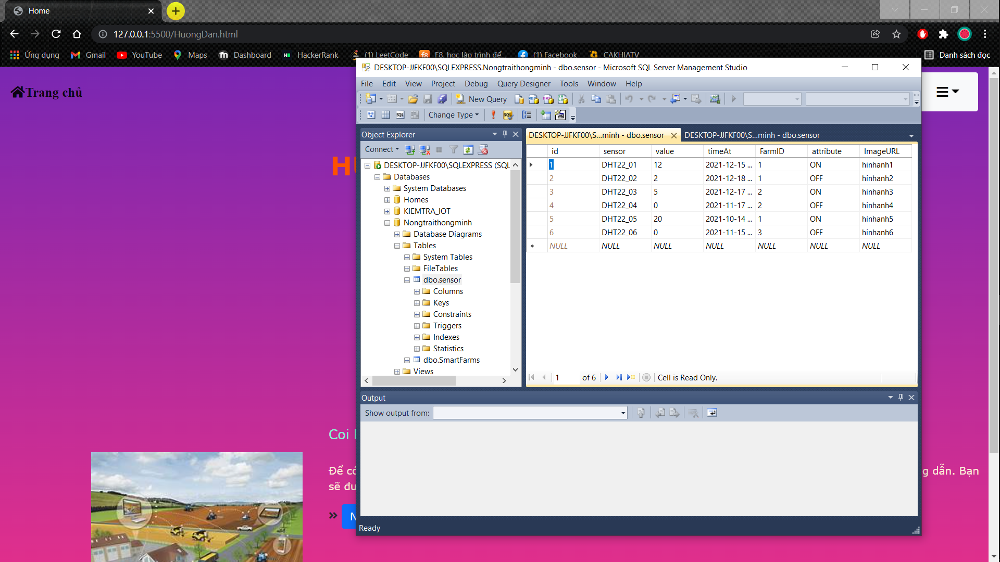 Home
127.0.0.1:5500/HuongDan.html
Ứng dụng
Gmail
YouTube
Maps
Dashboard
HackerRank
(1) LeetCode
F8. học lập trình để...
(1) Facebook
CAKHIATV
Danh sách đọc
Trang chủ
DESKTOP-JJFKF00\SQLEXPRESS.Nongtraithongminh - dbo.sensor - Microsoft SQL Server Management Studio
File Edit View Project Debug Query Designer Tools Window Help
New Query
Change Type
Object Explorer
Connect
DESKTOP-JJFKF00\SQLEXPRESS (SQL
Databases
System Databases
Homes
KIEMTRA_IOT
Nongtraithongminh
Database Diagrams
Tables
System Tables
FileTables
dbo.sensor
Columns
Keys
Constraints
Triggers
Indexes
Statistics
dbo.SmartFarms
Views
DESKTOP-JJFKF00\S...minh - dbo.sensor
DESKTOP-JJFKF00\S...minh - dbo.sensor
id sensor value timeAt FarmID attribute ImageURL
1 DHT22_01 12 2021-12-15 ... 1 ON hinhanh1
2 DHT22_02 2 2021-12-18 ... 1 OFF hinhanh2
3 DHT22_03 5 2021-12-17 ... 2 ON hinhanh3
4 DHT22_04 0 2021-11-17 ... 2 OFF hinhanh4
5 DHT22_05 20 2021-10-14 ... 1 ON hinhanh5
6 DHT22_06 0 2021-11-15 ... 3 OFF hinhanh6
NULL NULL NULL NULL NULL NULL NULL
1 of 6 Cell is Read Only.
Output
Show output from:
Ready
Coi
Để
g dẫn. Bạn
sẽ
N